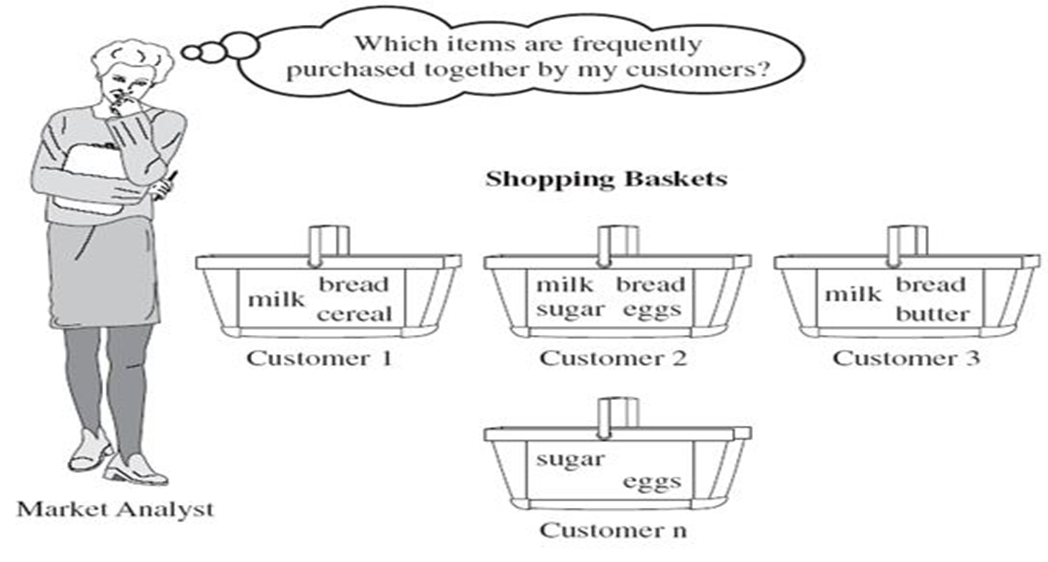 Which items are frequently
purchased together by my customers?
Shopping Baskets
milk bread
cereal
Customer 1
milk bread
sugar eggs
Customer 2
milk bread
butter
Customer 3
sugar
eggs
Customer n
Market Analyst